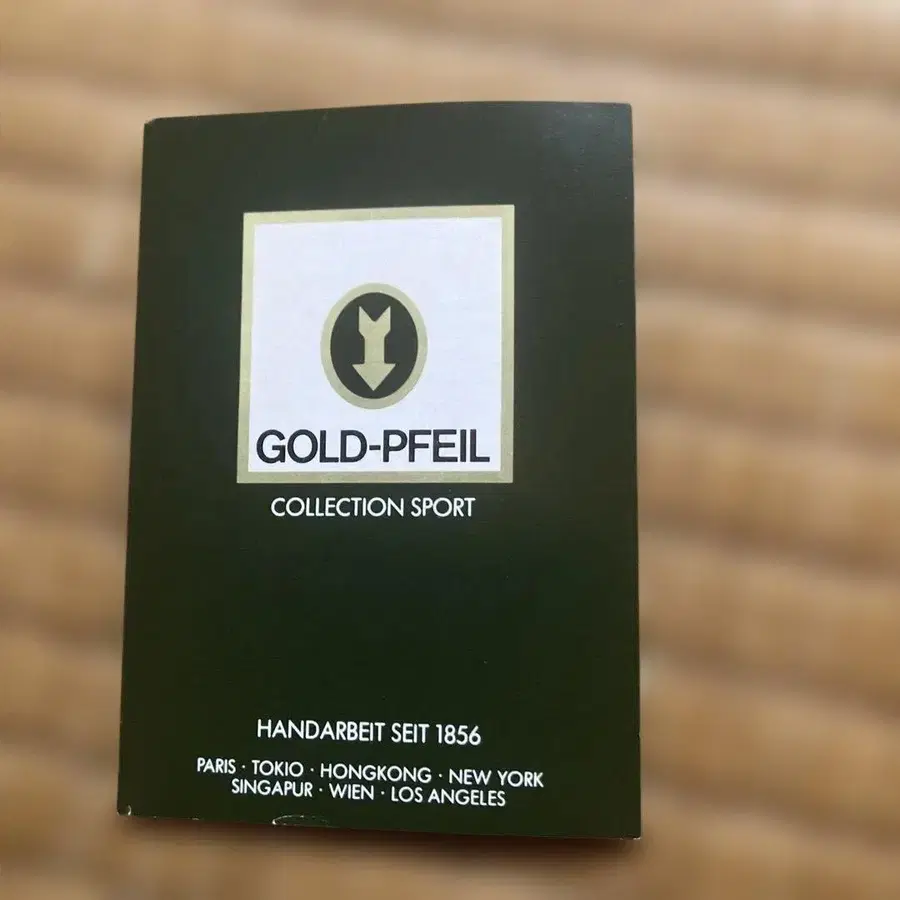 GOLD-PFEIL
COLLECTION SPORT
HANDARBEIT SEIT 1856
PARIS · TOKIO · HONGKONG · NEW YORK
SINGAPUR · WIEN · LOS ANGELES